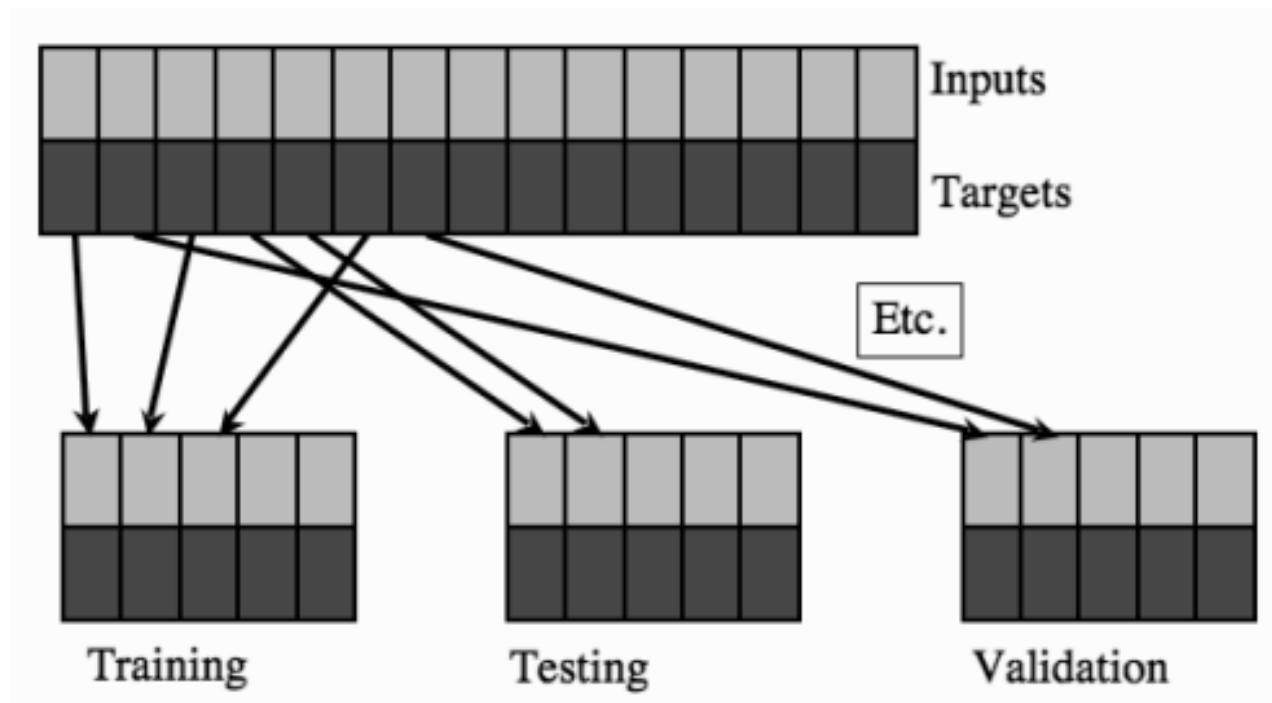 Inputs
Targets
Etc.
Training
Testing
Validation